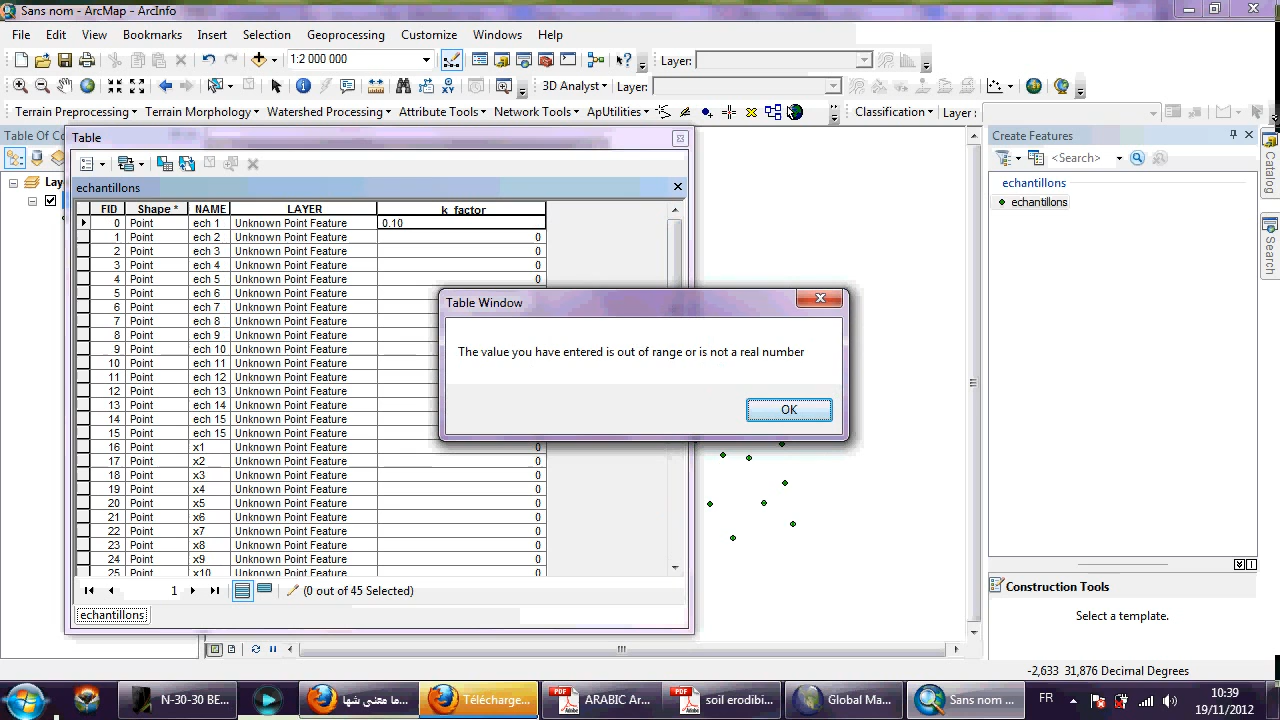 Sans nom - ArcMap - ArcInfo
File Edit View Bookmarks Insert Selection Geoprocessing Customize Windows Help
1:2 000 000 Layer:
3D Analyst Layer:
Terrain Preprocessing Terrain Morphology Watershed Processing Attribute Tools Network Tools ApUtilities Classification Layer:
Table Of Co
Lay
Table
echantillons
FID Shape * NAME LAYER k_factor
0 Point ech 1 Unknown Point Feature 0.10
1 Point ech 2 Unknown Point Feature 0
2 Point ech 3 Unknown Point Feature 0
3 Point ech 4 Unknown Point Feature 0
4 Point ech 5 Unknown Point Feature 0
5 Point ech 6 Unknown Point Feature
6 Point ech 7 Unknown Point Feature
7 Point ech 8 Unknown Point Feature
8 Point ech 9 Unknown Point Feature
9 Point ech 10 Unknown Point Feature
10 Point ech 11 Unknown Point Feature
11 Point ech 12 Unknown Point Feature
12 Point ech 13 Unknown Point Feature
13 Point ech 14 Unknown Point Feature
14 Point ech 15 Unknown Point Feature
15 Point ech 15 Unknown Point Feature
16 Point x1 Unknown Point Feature 0
17 Point x2 Unknown Point Feature 0
18 Point x3 Unknown Point Feature 0
19 Point x4 Unknown Point Feature 0
20 Point x5 Unknown Point Feature 0
21 Point x6 Unknown Point Feature 0
22 Point x7 Unknown Point Feature 0
23 Point x8 Unknown Point Feature 0
24 Point x9 Unknown Point Feature 0
25 Point x10 Unknown Point Feature 0
1 (0 out of 45 Selected)
echantillons
Table Window
The value you have entered is out of range or is not a real number
OK
Create Features
<Search>
echantillons
echantillons
Construction Tools
Select a template.
Catalog
Search
-2,633 31,876 Decimal Degrees
N-30-30 BE... ما معنى شها... Télécharge... ARABIC Ar... soil erodibi... Global Ma... Sans nom ... FR
10:39
19/11/2012